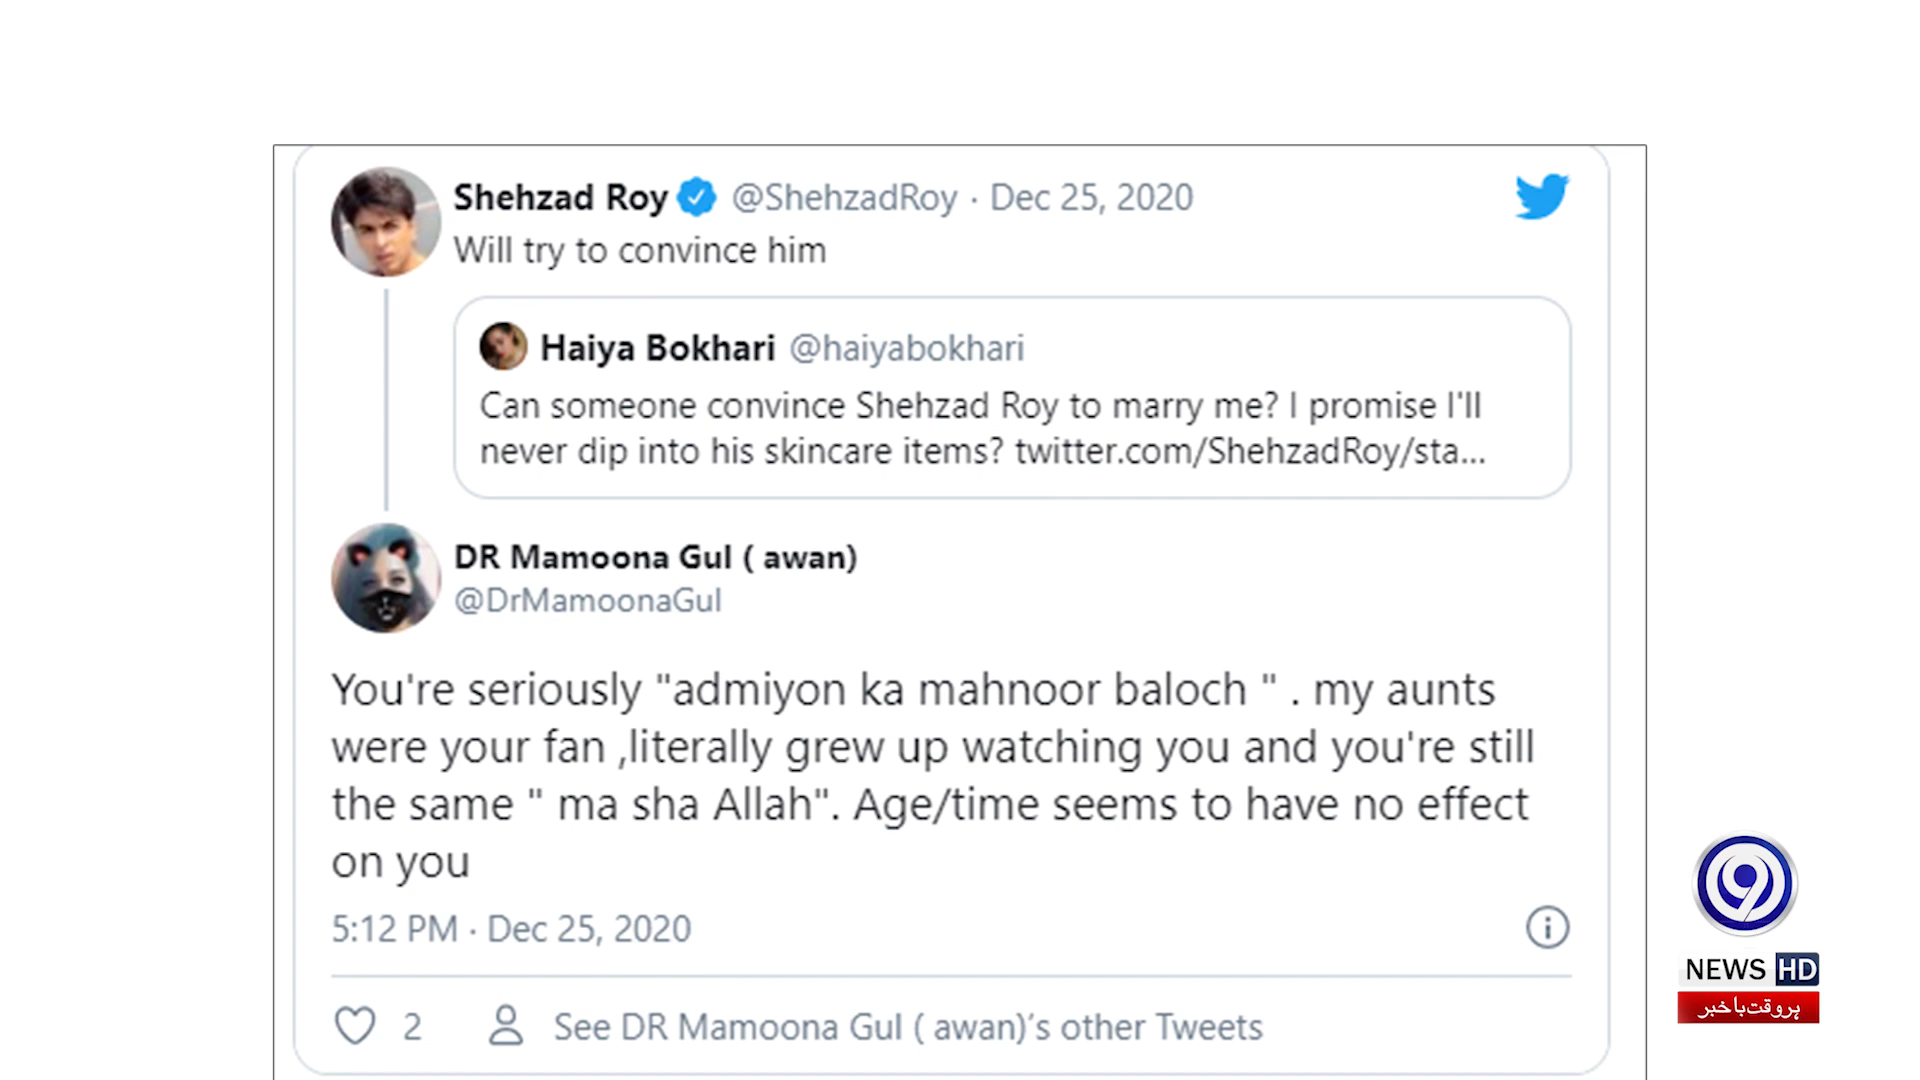 Shehzad Roy @ShehzadRoy · Dec 25, 2020
Will try to convince him
Haiya Bokhari @haiyabokhari
Can someone convince Shehzad Roy to marry me? I promise I'll
never dip into his skincare items? twitter.com/ShehzadRoy/sta...
DR Mamoona Gul ( awan)
@DrMamoonaGul
You're seriously "admiyon ka mahnoor baloch " . my aunts
were your fan ,literally grew up watching you and you're still
the same " ma sha Allah". Age/time seems to have no effect
on you
5:12 PM · Dec 25, 2020
2 See DR Mamoona Gul ( awan)’s other Tweets
9
NEWS HD
ہر وقت باخبر